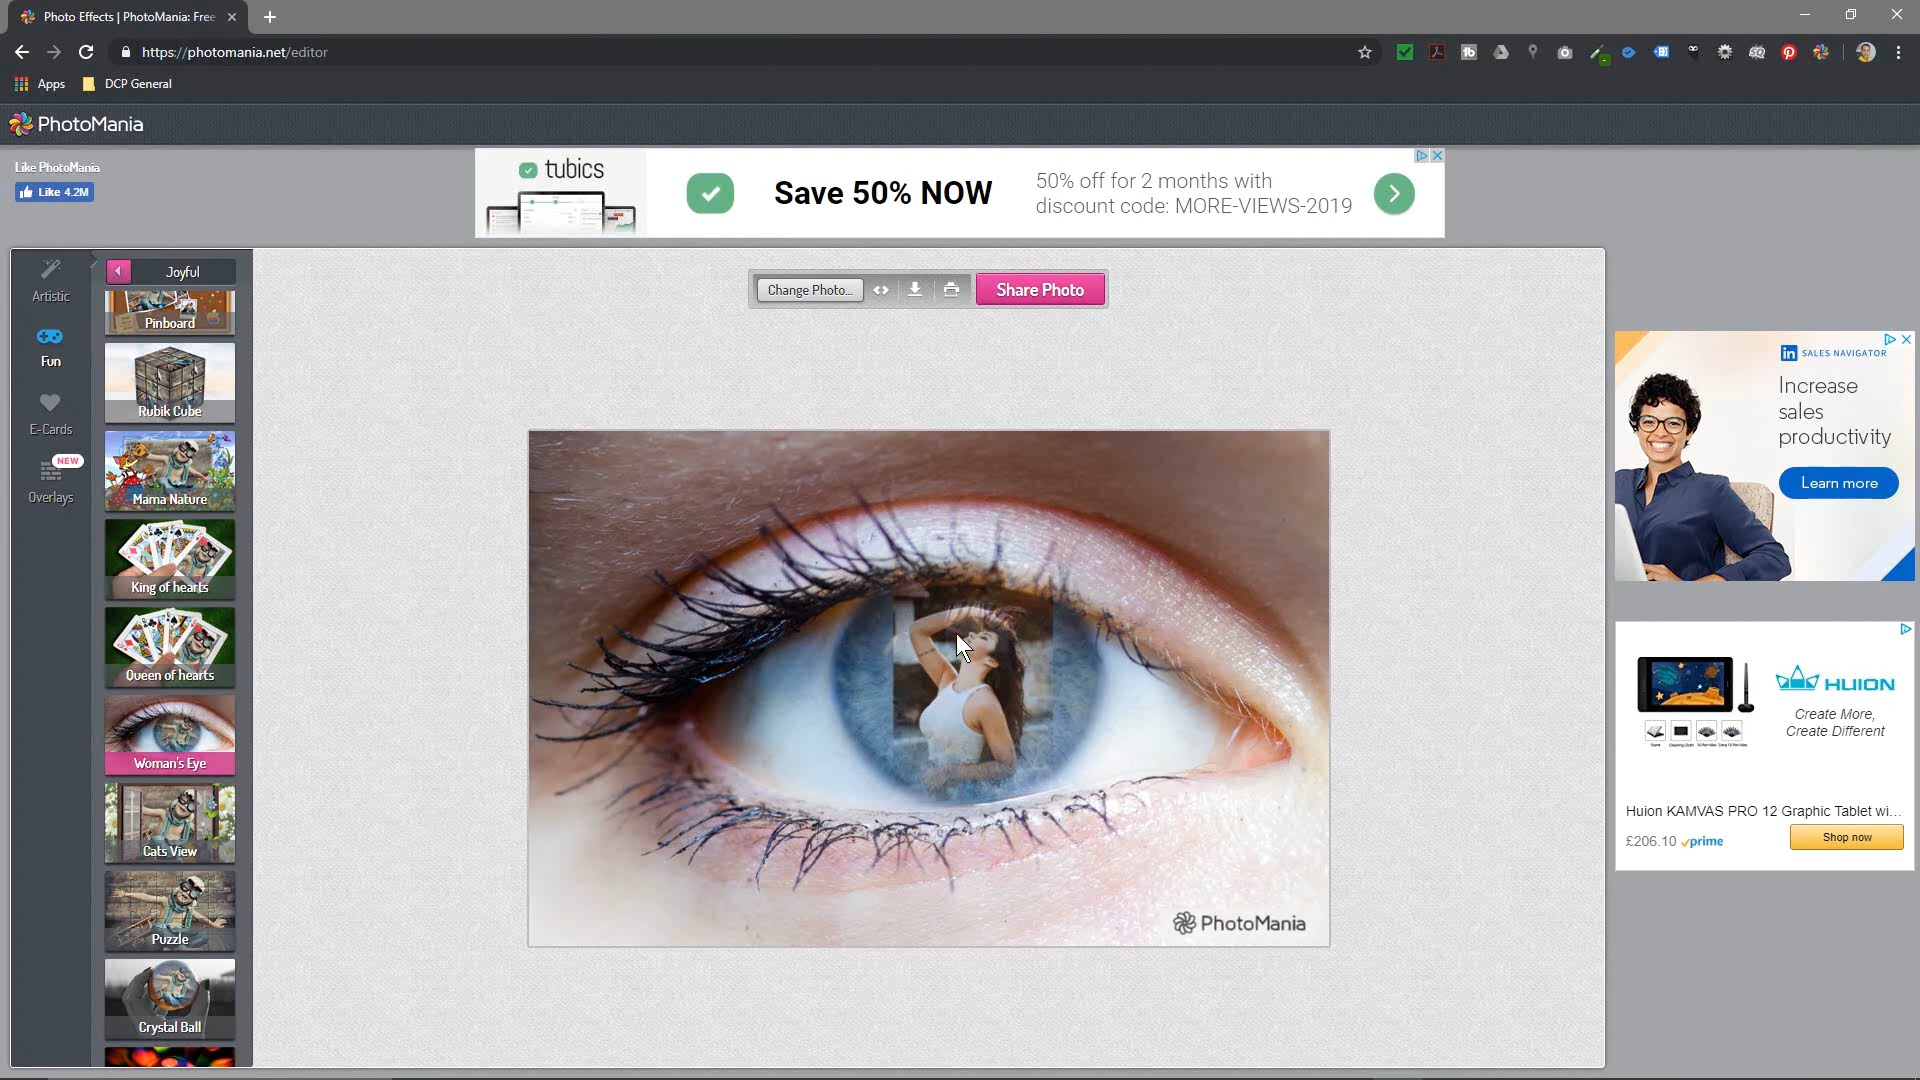 Photo Effects | PhotoMania: Free
https://photomania.net/editor
Apps
DCP General
PhotoMania
Like PhotoMania
Like 4.2M
tubics
Save 50% NOW
50% off for 2 months with
discount code: MORE-VIEWS-2019
Artistic
Fun
E-Cards
NEW
Overlays
Joyful
Pinboard
Rubik Cube
Mama Nature
King of hearts
Queen of hearts
Woman's Eye
Cats View
Puzzle
Crystal Ball
Change Photo...
Share Photo
PhotoMania
in SALES NAVIGATOR
Increase
sales
productivity
Learn more
HUION
Create More,
Create Different
Huion KAMVAS PRO 12 Graphic Tablet wi...
£206.10 prime
Shop now